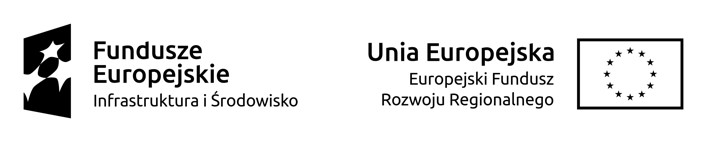 Fundusze
Europejskie
Infrastruktura i Środowisko
Unia Europejska
Europejski Fundusz
Rozwoju Regionalnego